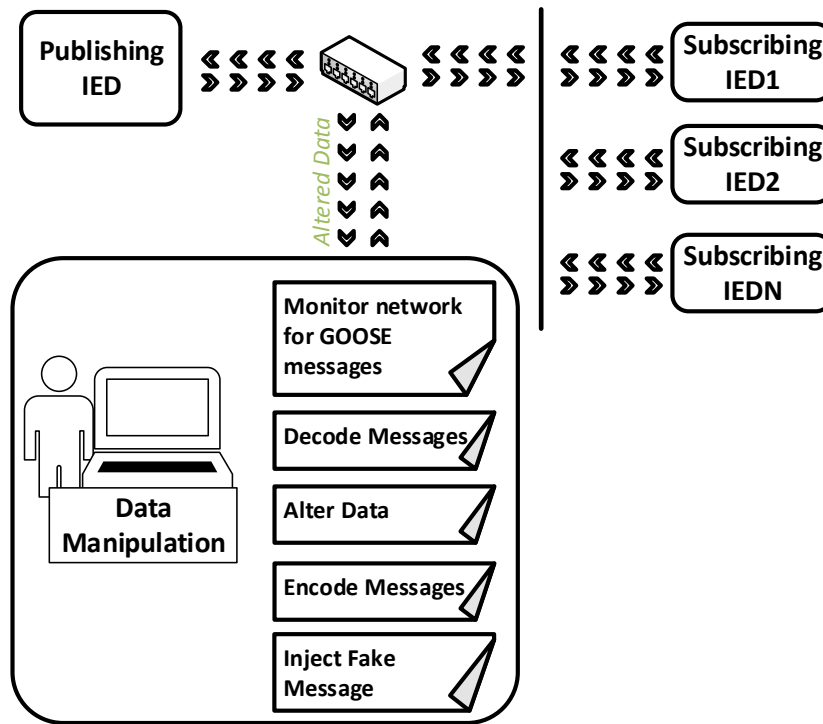 Publishing
IED
Subscribing
IED1
Subscribing
IED2
Subscribing
IEDN
Altered Data
Monitor network
for GOOSE
messages
Decode Messages
Alter Data
Encode Messages
Inject Fake
Message
Data
Manipulation